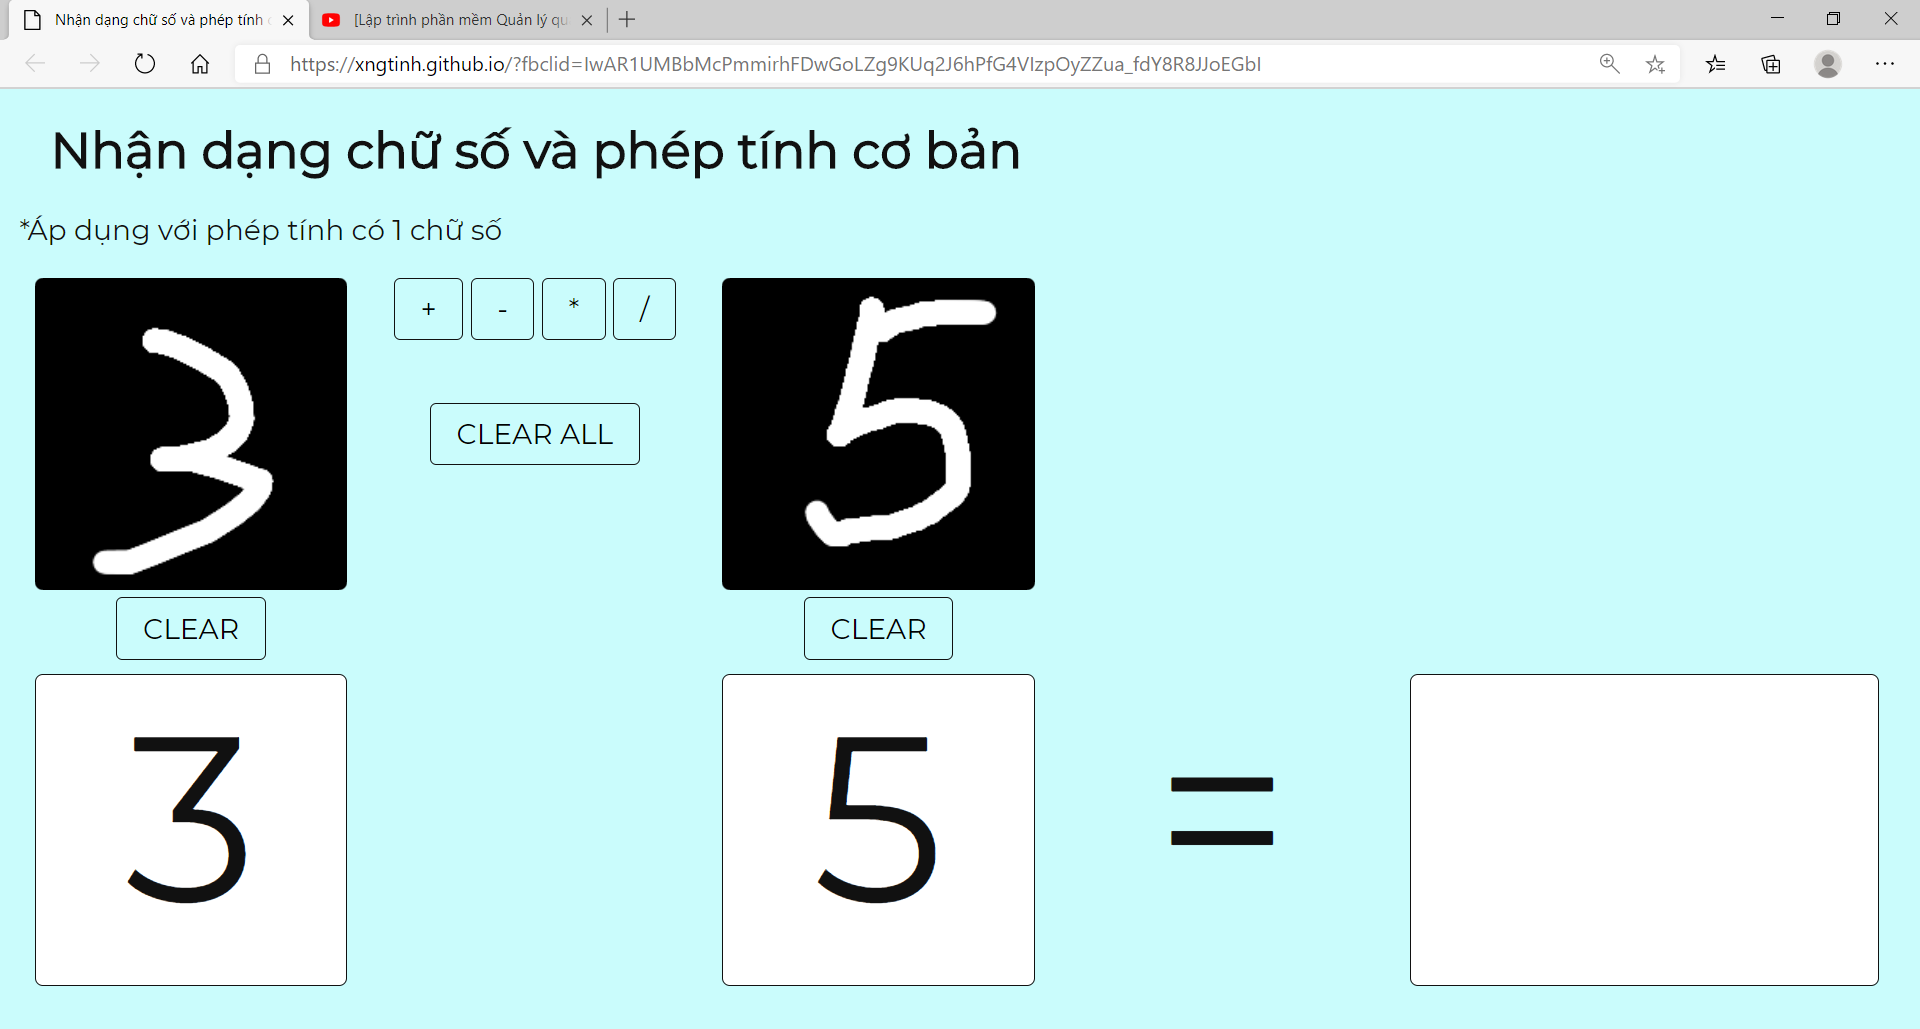 Nhận dạng chữ số và phép tính
[Lập trình phần mềm Quản lý qu
https://xngtinh.github.io/?fbclid=IwAR1UMBbMcPmmirhFDwGoLZg9KUq2J6hPfG4VIzpOyZZua_fdY8R8JJoEGbI
Nhận dạng chữ số và phép tính cơ bản
*Áp dụng với phép tính có 1 chữ số
3
+ - * /
5
CLEAR ALL
CLEAR
CLEAR
3 5 =